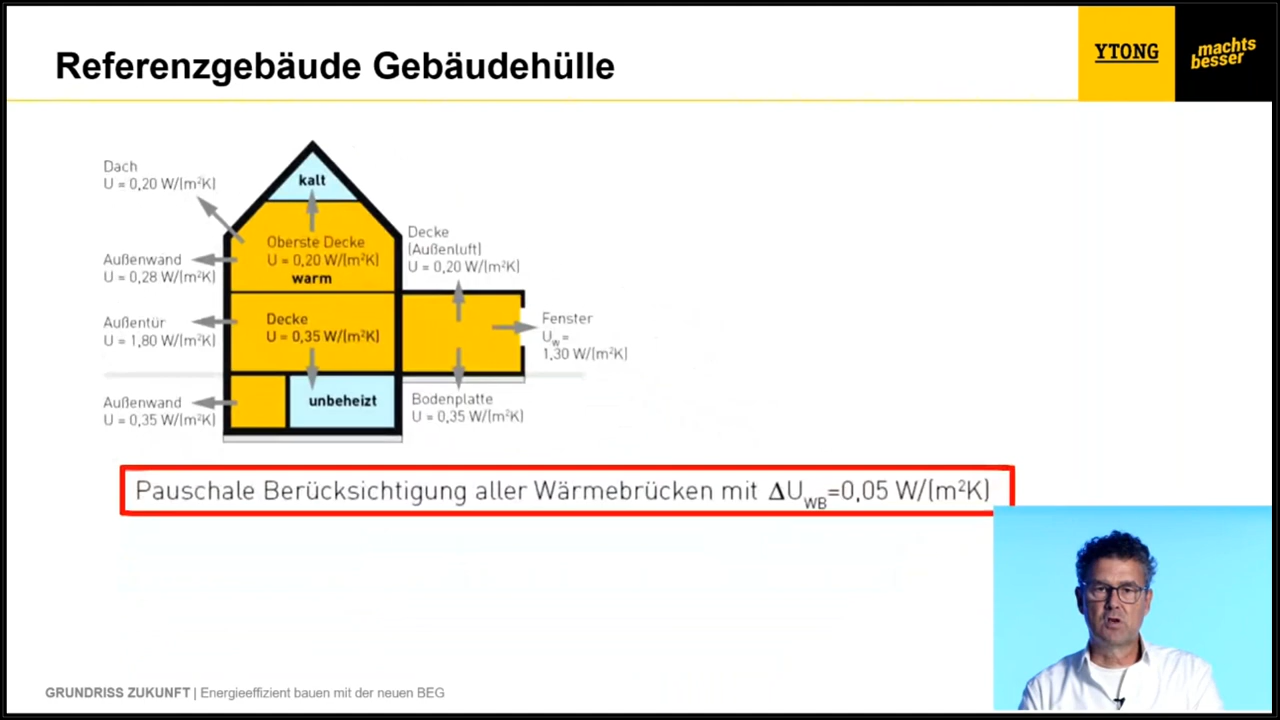 Referenzgebäude Gebäudehülle
YTONG
machts
besser
Dach
U = 0,20 W/(m²K)
kalt
Oberste Decke
U = 0,20 W/(m²K)
warm
Decke
(Außenluft)
U = 0,20 W/(m²K)
Außenwand
U = 0,28 W/(m²K)
Außentür
U = 1,80 W/(m²K)
Decke
U = 0,35 W/(m²K)
Fenster
Uw =
1,30 W/(m²K)
Außenwand
U = 0,35 W/(m²K)
unbeheizt
Bodenplatte
U = 0,35 W/(m²K)
Pauschale Berücksichtigung aller Wärmebrücken mit ΔUWB=0,05 W/(m²K)
GRUNDRISS ZUKUNFT | Energieeffizient bauen mit der neuen BEG